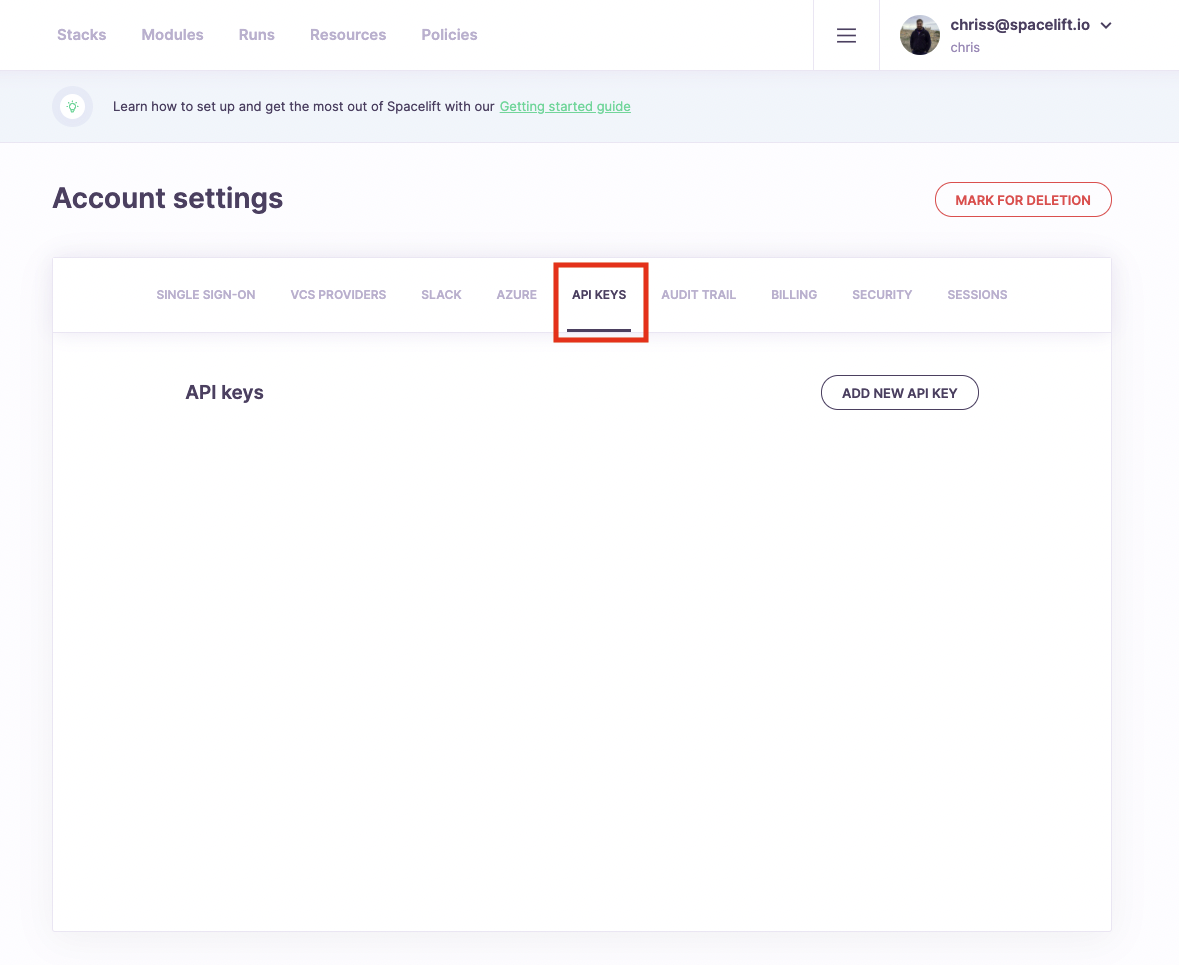 Stacks Modules Runs Resources Policies
chriss@spacelift.io
chris
Learn how to set up and get the most out of Spacelift with our Getting started guide
Account settings
MARK FOR DELETION
SINGLE SIGN-ON VCS PROVIDERS SLACK AZURE API KEYS AUDIT TRAIL BILLING SECURITY SESSIONS
API keys
ADD NEW API KEY